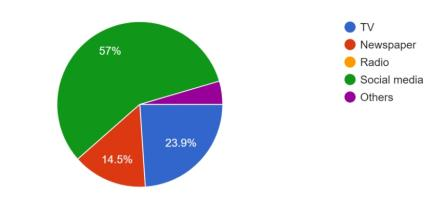 57%
14.5%
23.9%
TV
Newspaper
Radio
Social media
Others